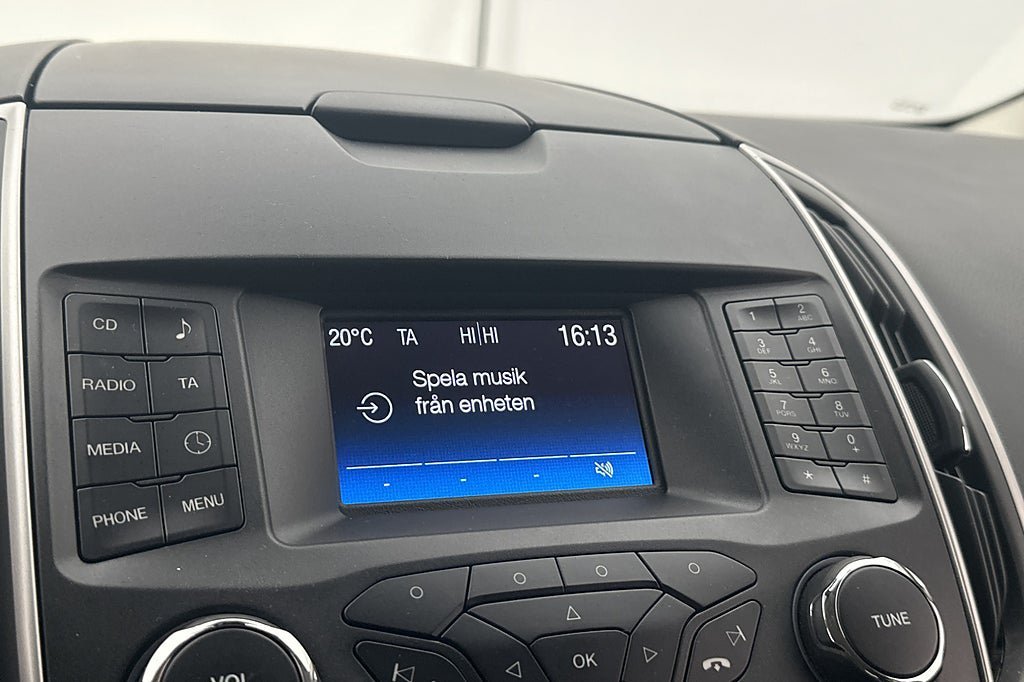 20°C TA HI|HI 16:13
Spela musik
från enheten
CD
RADIO TA
MEDIA
PHONE MENU
1 2 ABC
3 DEF 4 GHI
5 JKL 6 MNO
7 PQRS 8 TUV
9 WXYZ 0 +
* #
OK
VOL
TUNE